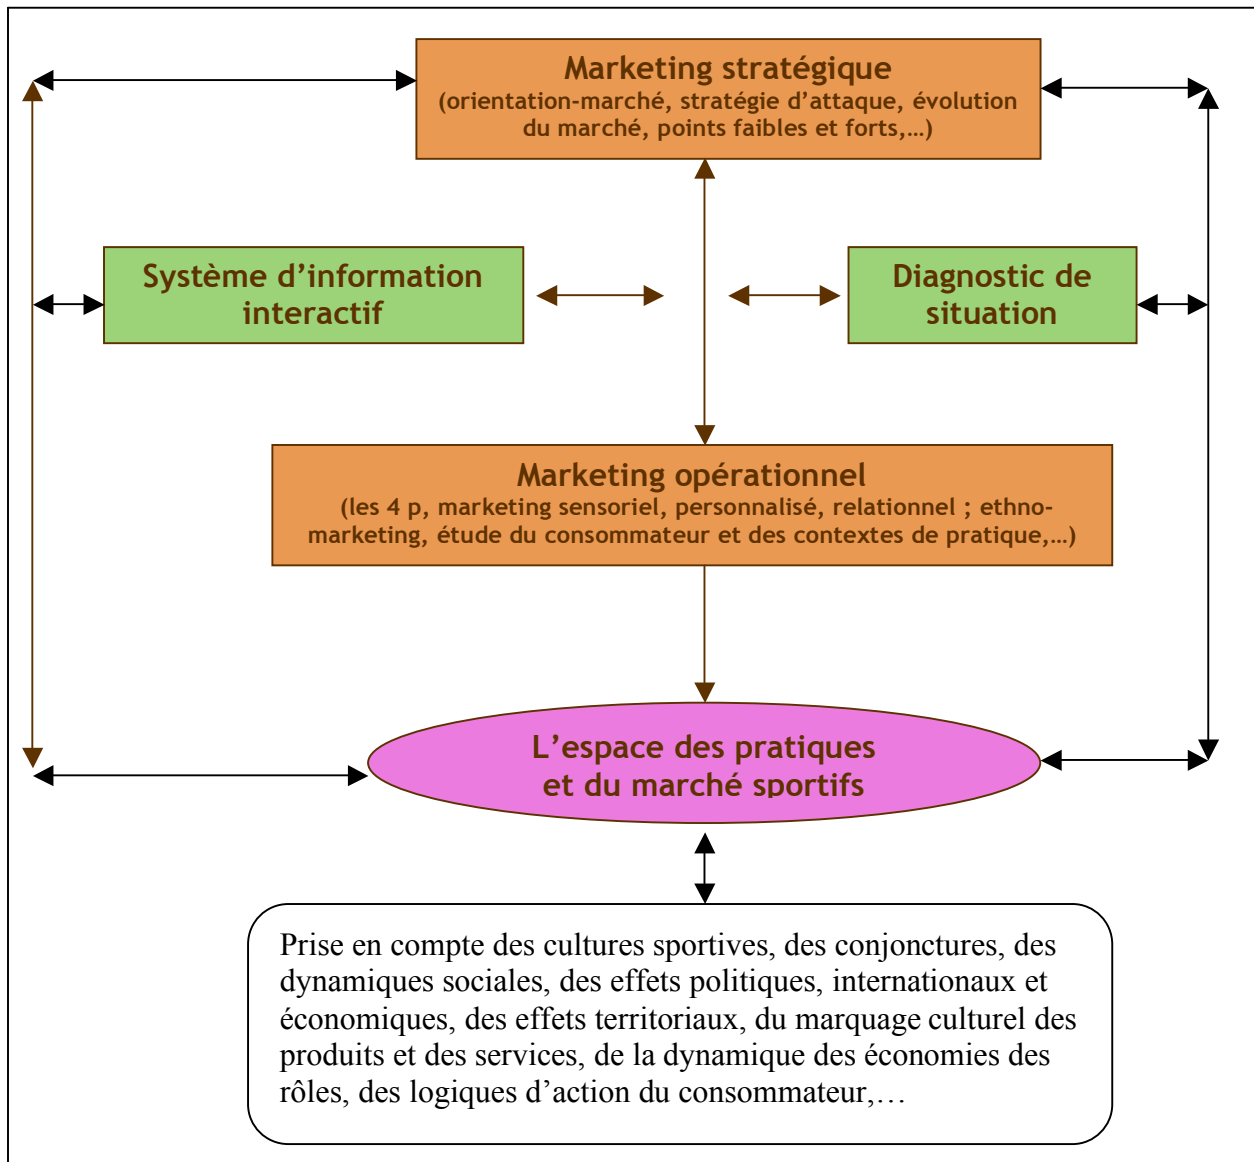 Marketing stratégique
(orientation-marché, stratégie d’attaque, évolution
du marché, points faibles et forts,…)
Système d’information
interactif
Diagnostic de
situation
Marketing opérationnel
(les 4 p, marketing sensoriel, personnalisé, relationnel ; ethno-
marketing, étude du consommateur et des contextes de pratique,…)
L’espace des pratiques
et du marché sportifs
Prise en compte des cultures sportives, des conjonctures, des
dynamiques sociales, des effets politiques, internationaux et
économiques, des effets territoriaux, du marquage culturel des
produits et des services, de la dynamique des économies des
rôles, des logiques d’action du consommateur,…